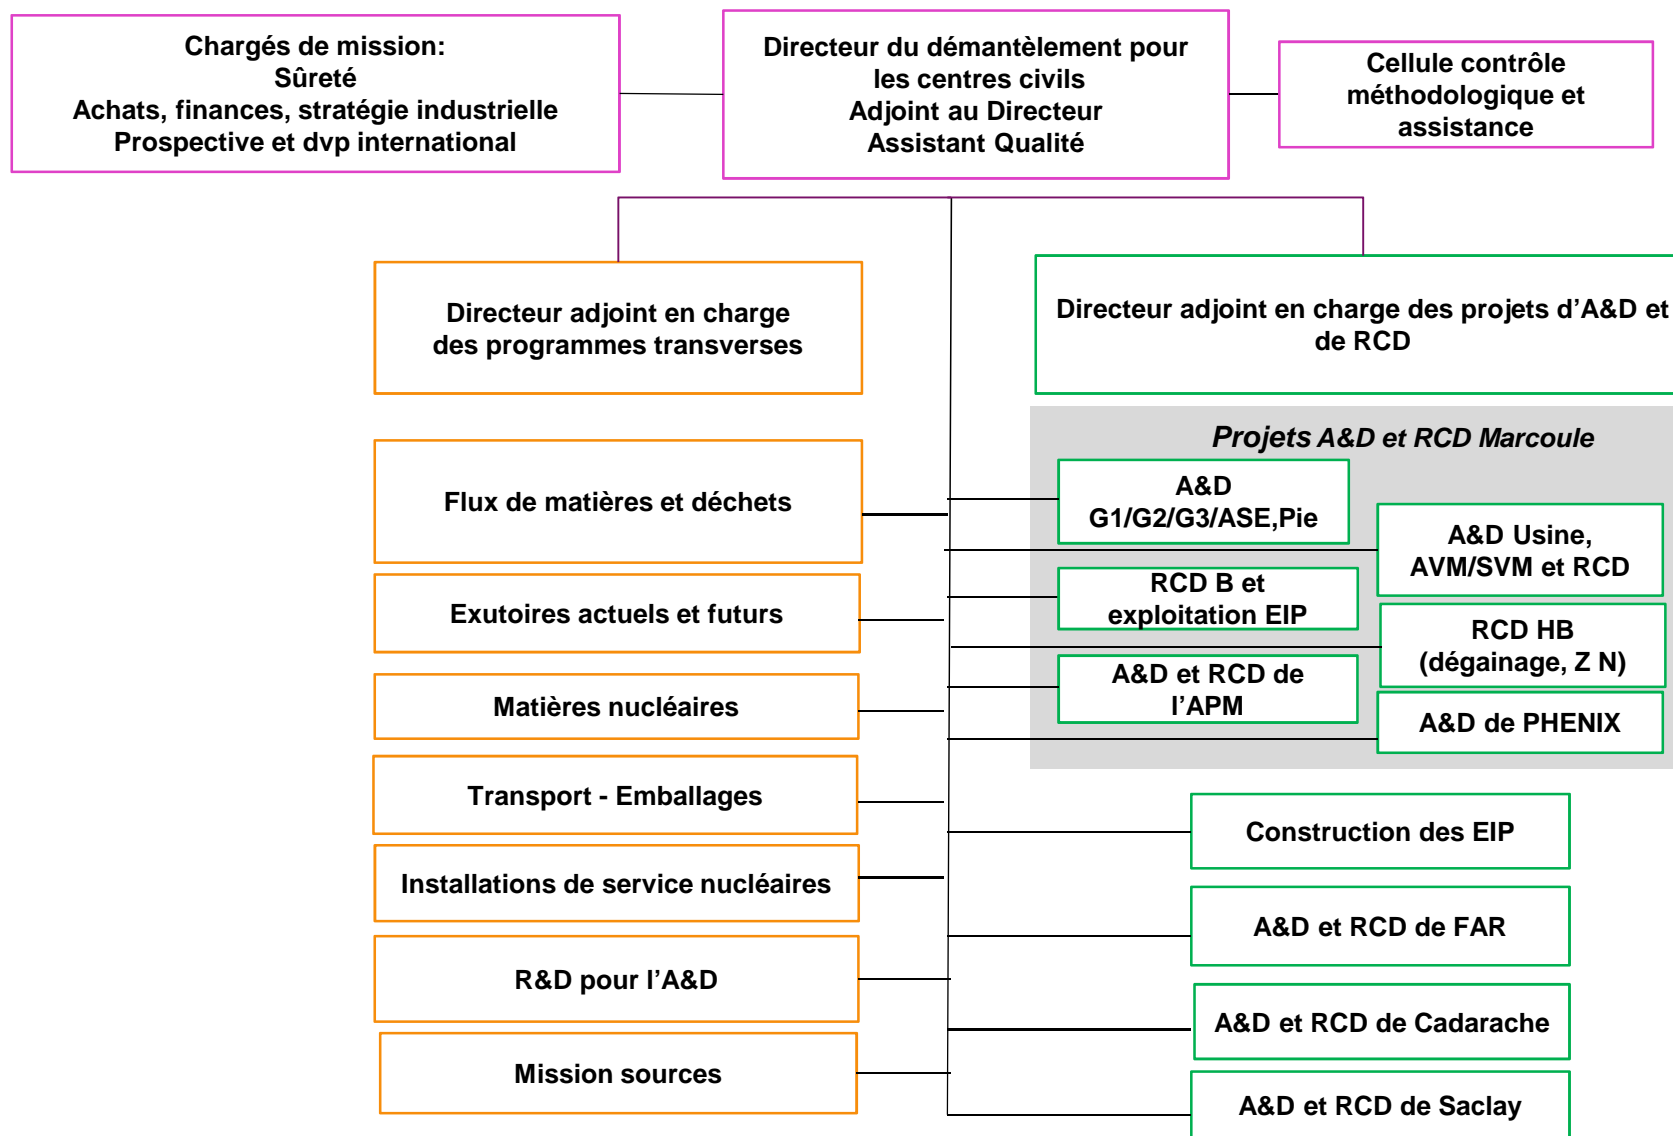 Chargés de mission:
Sûreté
Achats, finances, stratégie industrielle
Prospective et dvp international
Directeur du démantèlement pour
les centres civils
Adjoint au Directeur
Assistant Qualité
Cellule contrôle
méthodologique et
assistance
Directeur adjoint en charge
des programmes transverses
Directeur adjoint en charge des projets d’A&D et
de RCD
Flux de matières et déchets
Exutoires actuels et futurs
Matières nucléaires
Transport - Emballages
Installations de service nucléaires
R&D pour l’A&D
Mission sources
Projets A&D et RCD Marcoule
A&D
G1/G2/G3/ASE,Pie
A&D Usine,
AVM/SVM et RCD
RCD B et
exploitation EIP
RCD HB
(dégainage, Z N)
A&D et RCD de
l’APM
A&D de PHENIX
Construction des EIP
A&D et RCD de FAR
A&D et RCD de Cadarache
A&D et RCD de Saclay